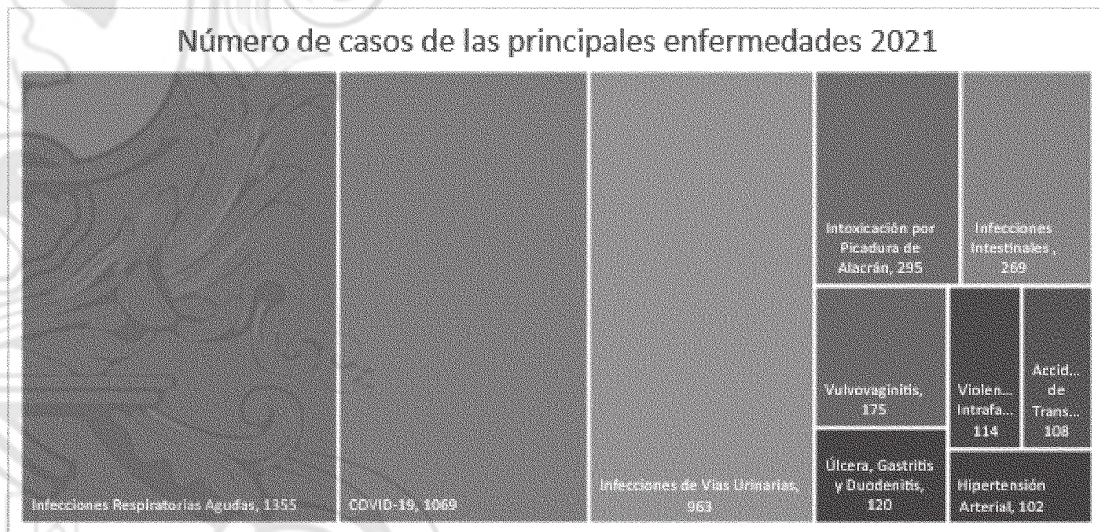 Número de casos de las principales enfermedades 2021
Infecciones Respiratorias Agudas, 1355
COVID-19, 1069
Infecciones de Vias Urinarias,
963
Intoxicación por
Picadura de
Alacrán, 295
Infecciones
Intestinales ,
269
Vulvovaginitis,
175
Violen...
Intrafa...
114
Accid...
de
Trans...
108
Úlcera, Gastritis
y Duodenitis,
120
Hipertensión
Arterial, 102